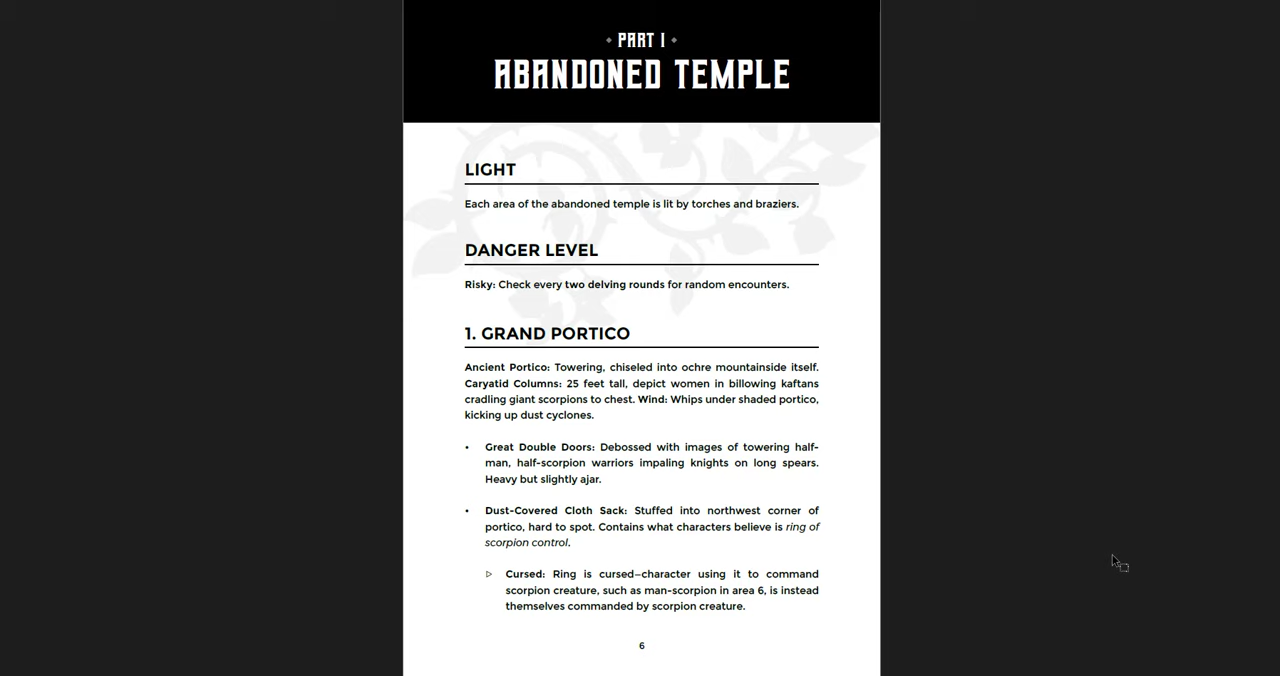 PART I
ABANDONED TEMPLE
LIGHT
Each area of the abandoned temple is lit by torches and braziers.
DANGER LEVEL
Risky: Check every two delving rounds for random encounters.
1. GRAND PORTICO
Ancient Portico: Towering, chiseled into ochre mountainside itself.
Caryatid Columns: 25 feet tall, depict women in billowing kaftans
cradling giant scorpions to chest. Wind: Whips under shaded portico,
kicking up dust cyclones.
• Great Double Doors: Debossed with images of towering half-
man, half-scorpion warriors impaling knights on long spears.
Heavy but slightly ajar.
• Dust-Covered Cloth Sack: Stuffed into northwest corner of
portico, hard to spot. Contains what characters believe is ring of
scorpion control.
▷ Cursed: Ring is cursed—character using it to command
scorpion creature, such as man-scorpion in area 6, is instead
themselves commanded by scorpion creature.
6